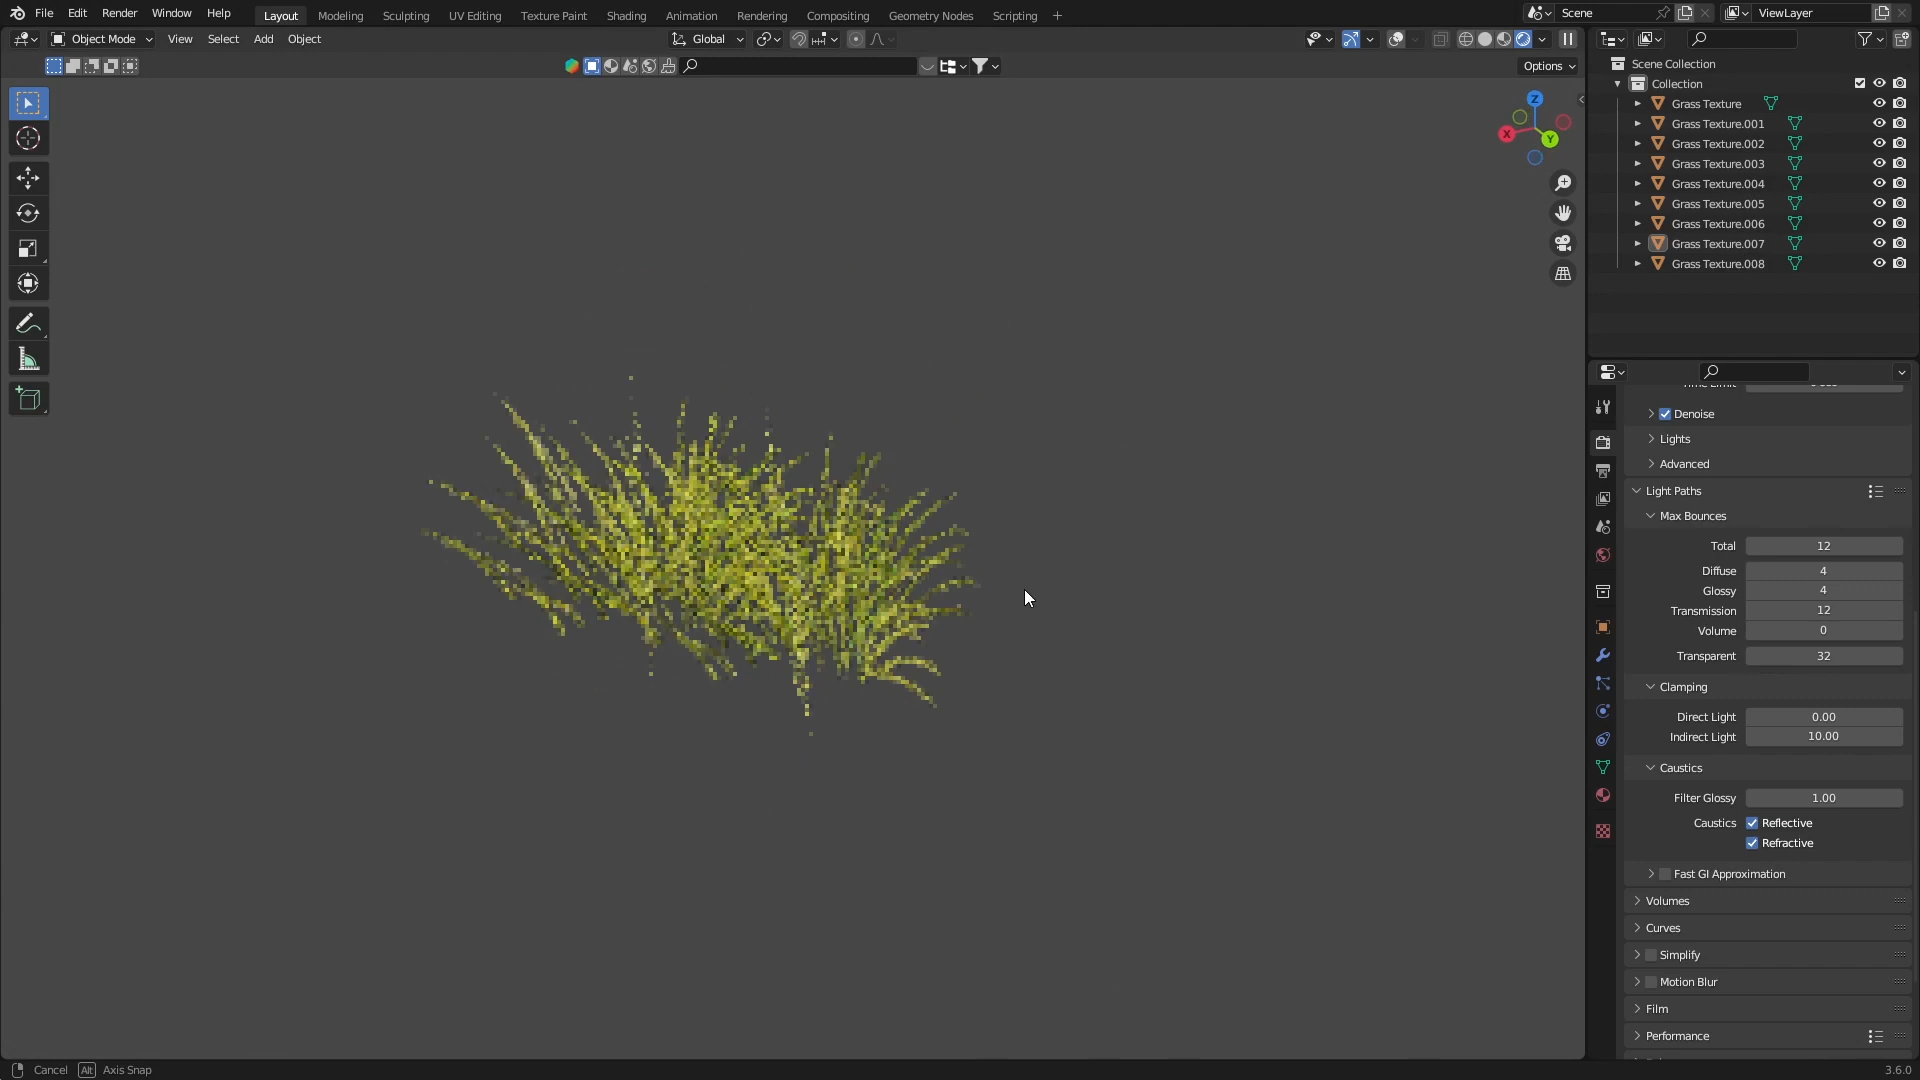 File Edit Render Window Help Layout Modeling Sculpting UV Editing Texture Paint Shading Animation Rendering Compositing Geometry Nodes Scripting + Scene ViewLayer
Object Mode View Select Add Object Global
Options
Scene Collection
Collection
Grass Texture
Grass Texture.001
Grass Texture.002
Grass Texture.003
Grass Texture.004
Grass Texture.005
Grass Texture.006
Grass Texture.007
Grass Texture.008
Z
X
Y
Denoise
Lights
Advanced
Light Paths
Max Bounces
Total 12
Diffuse 4
Glossy 4
Transmission 12
Volume 0
Transparent 32
Clamping
Direct Light 0.00
Indirect Light 10.00
Caustics
Filter Glossy 1.00
Caustics Reflective
Refractive
Fast GI Approximation
Volumes
Curves
Simplify
Motion Blur
Film
Performance
Cancel Alt Axis Snap 3.6.0